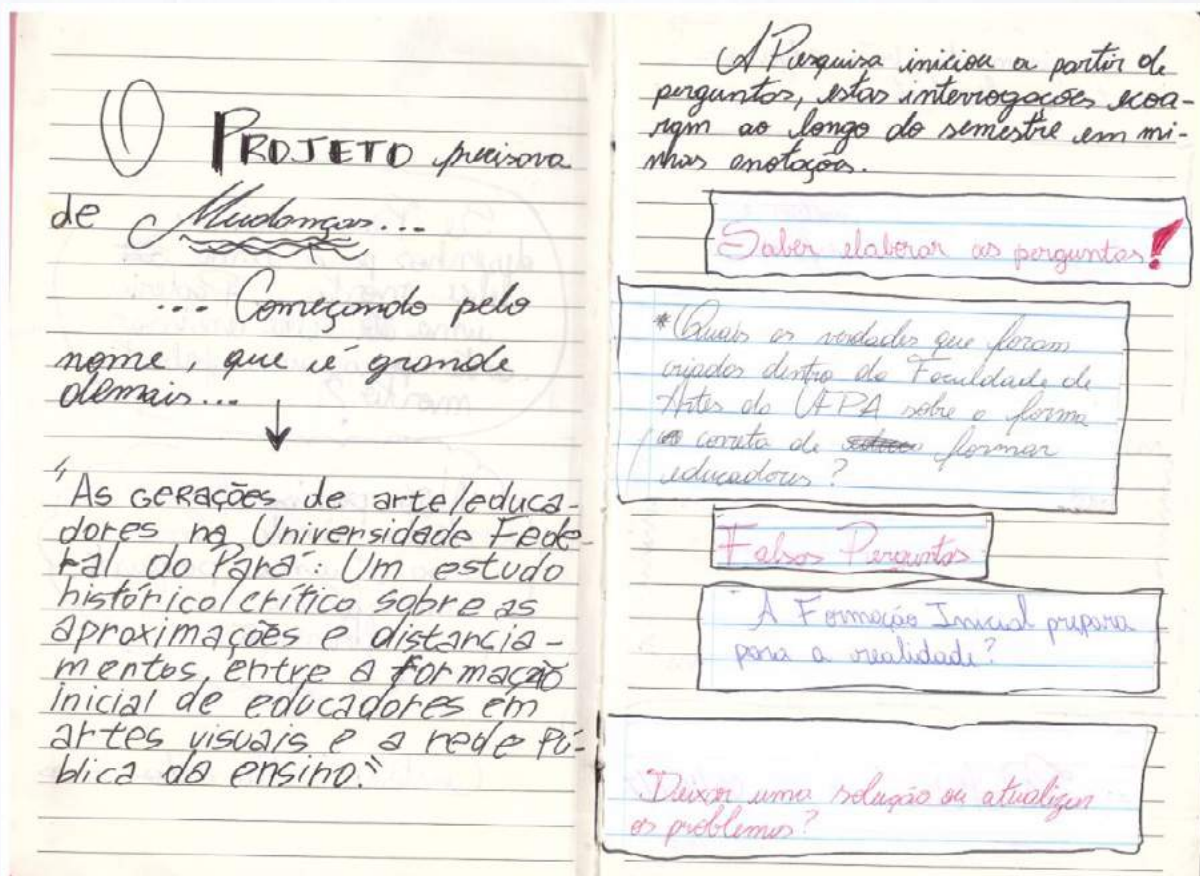 O PROJETO precisava
de Mudanças...
... Começando pelo
nome, que é grande
demais...
"As GERAÇÕES de arte/educa-
dores na Universidade Fede-
ral do Pará: Um estudo
histórico/crítico sobre as
aproximações e distancia-
mentos, entre a formação
inicial de educadores em
artes visuais e a rede Pú-
blica da ensino."
A Pesquisa iniciou a partir de
perguntas, estas interrogações ecoa-
ram ao longo do semestre em mi-
nhas anotações.
Saber elaborar as perguntas!
* Quais as verdades que foram
criadas dentro da Faculdade de
Artes da UFPA sobre a forma
correta de formar
educadores?
Falsas Perguntas
A Formação Inicial prepara
para a realidade?
Deixar uma solução ou atualizar
os problemas?